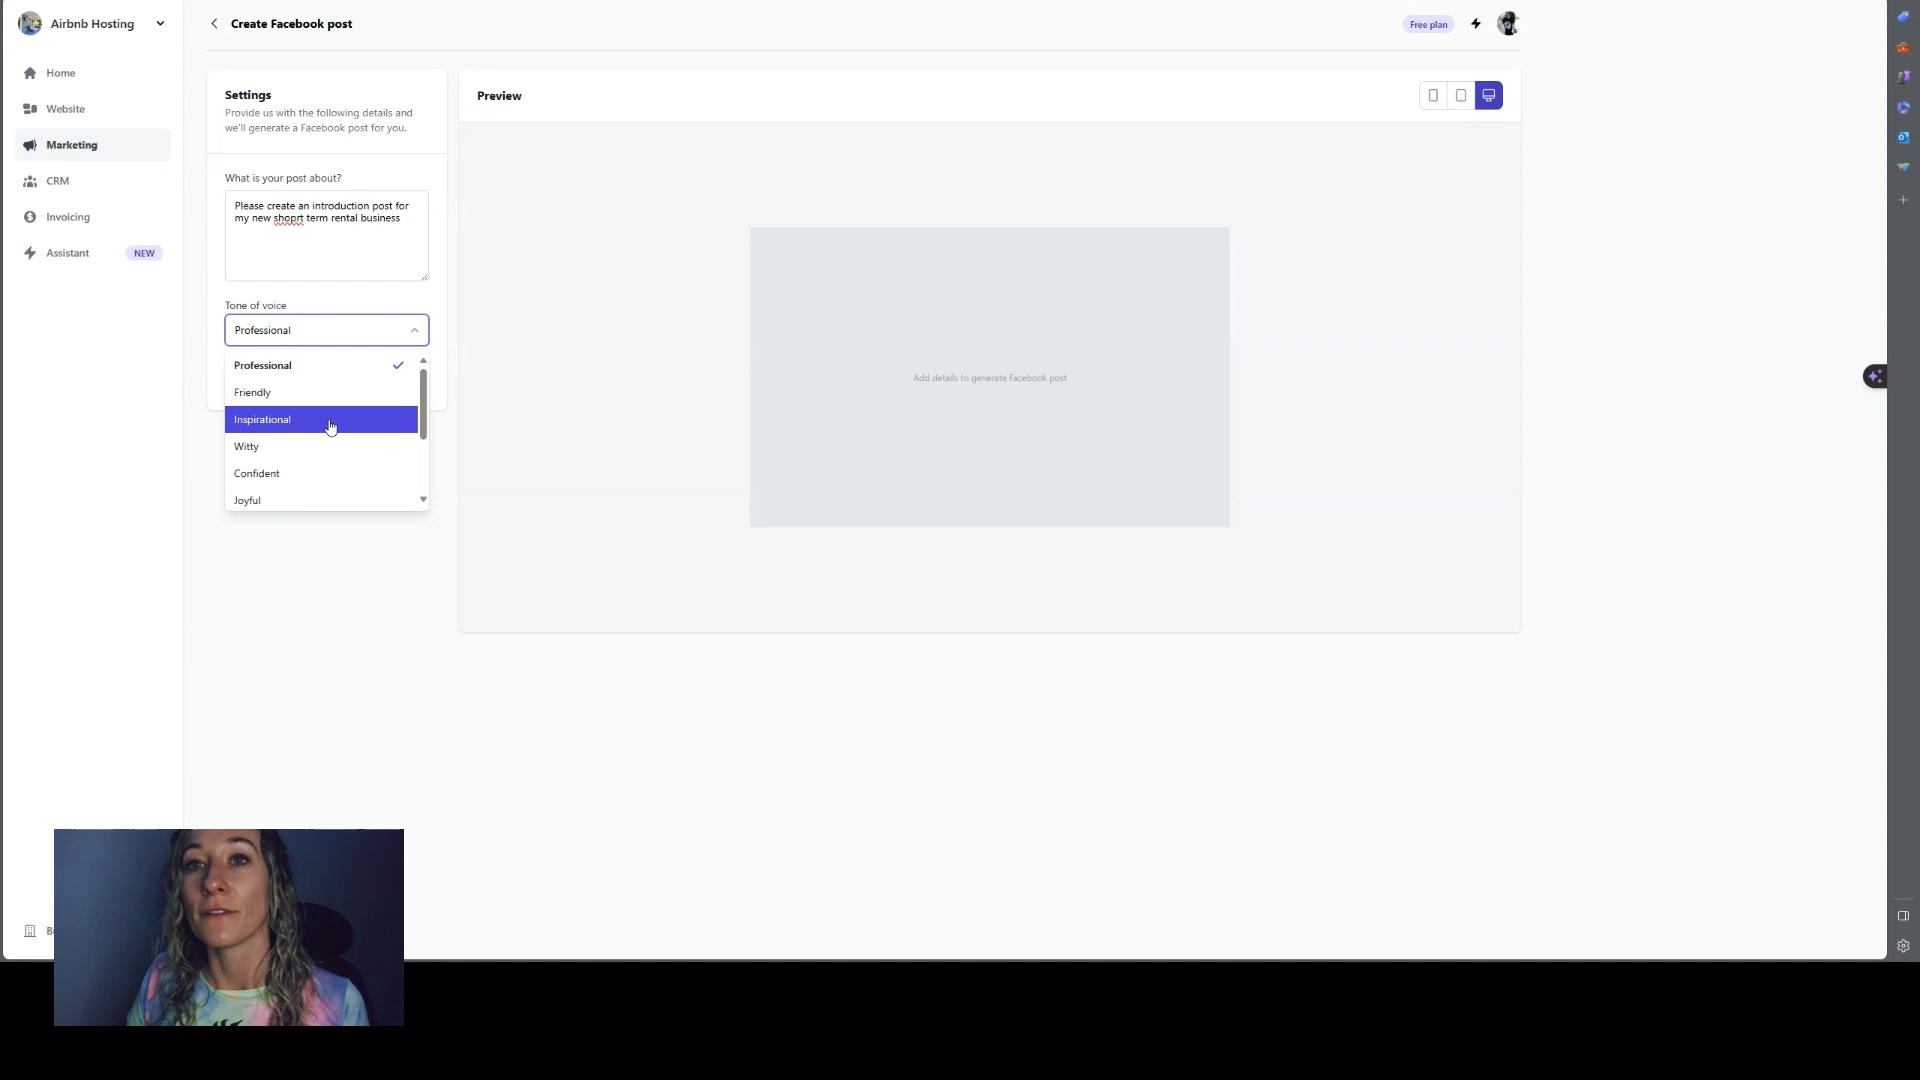 Airbnb Hosting
Create Facebook post
Free plan
Home
Website
Marketing
CRM
Invoicing
Assistant
NEW
Settings
Provide us with the following details and
we'll generate a Facebook post for you.
What is your post about?
Please create an introduction post for
my new shoprt term rental business
Tone of voice
Professional
Professional
Friendly
Inspirational
Witty
Confident
Joyful
Preview
Add details to generate Facebook post